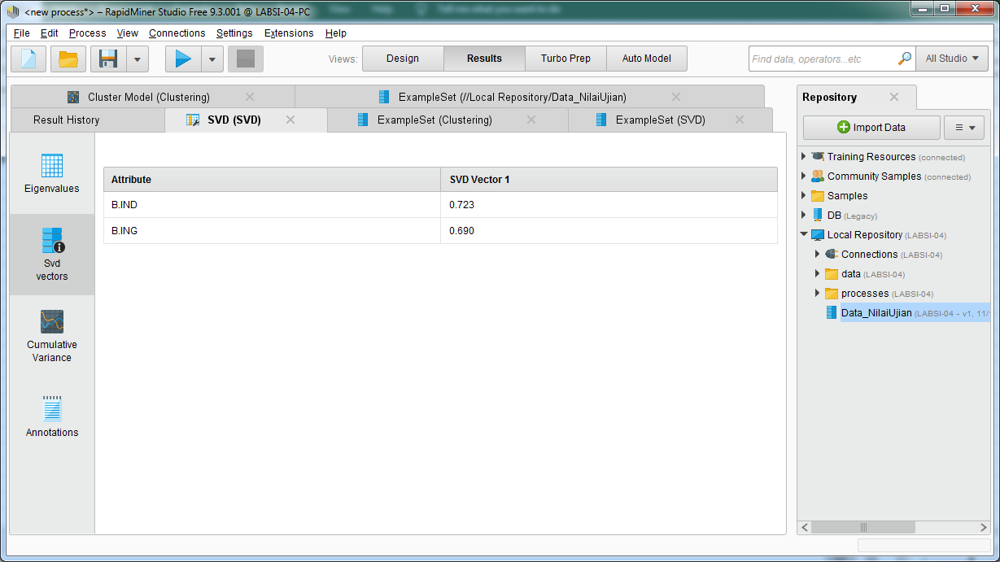 <new process*> – RapidMiner Studio Free 9.3.001 @ LABSI-04-PC
File Edit Process View Connections Settings Extensions Help
Views: Design Results Turbo Prep Auto Model Find data, operators...etc All Studio
Cluster Model (Clustering) ExampleSet (//Local Repository/Data_NilaiUjian)
Result History SVD (SVD) ExampleSet (Clustering) ExampleSet (SVD)
Eigenvalues
Svd
vectors
Cumulative
Variance
Annotations
Attribute SVD Vector 1
B.IND 0.723
B.ING 0.690
Repository
Import Data
Training Resources (connected)
Community Samples (connected)
Samples
DB (Legacy)
Local Repository (LABSI-04)
Connections (LABSI-04)
data (LABSI-04)
processes (LABSI-04)
Data_NilaiUjian (LABSI-04 - v1, 11/